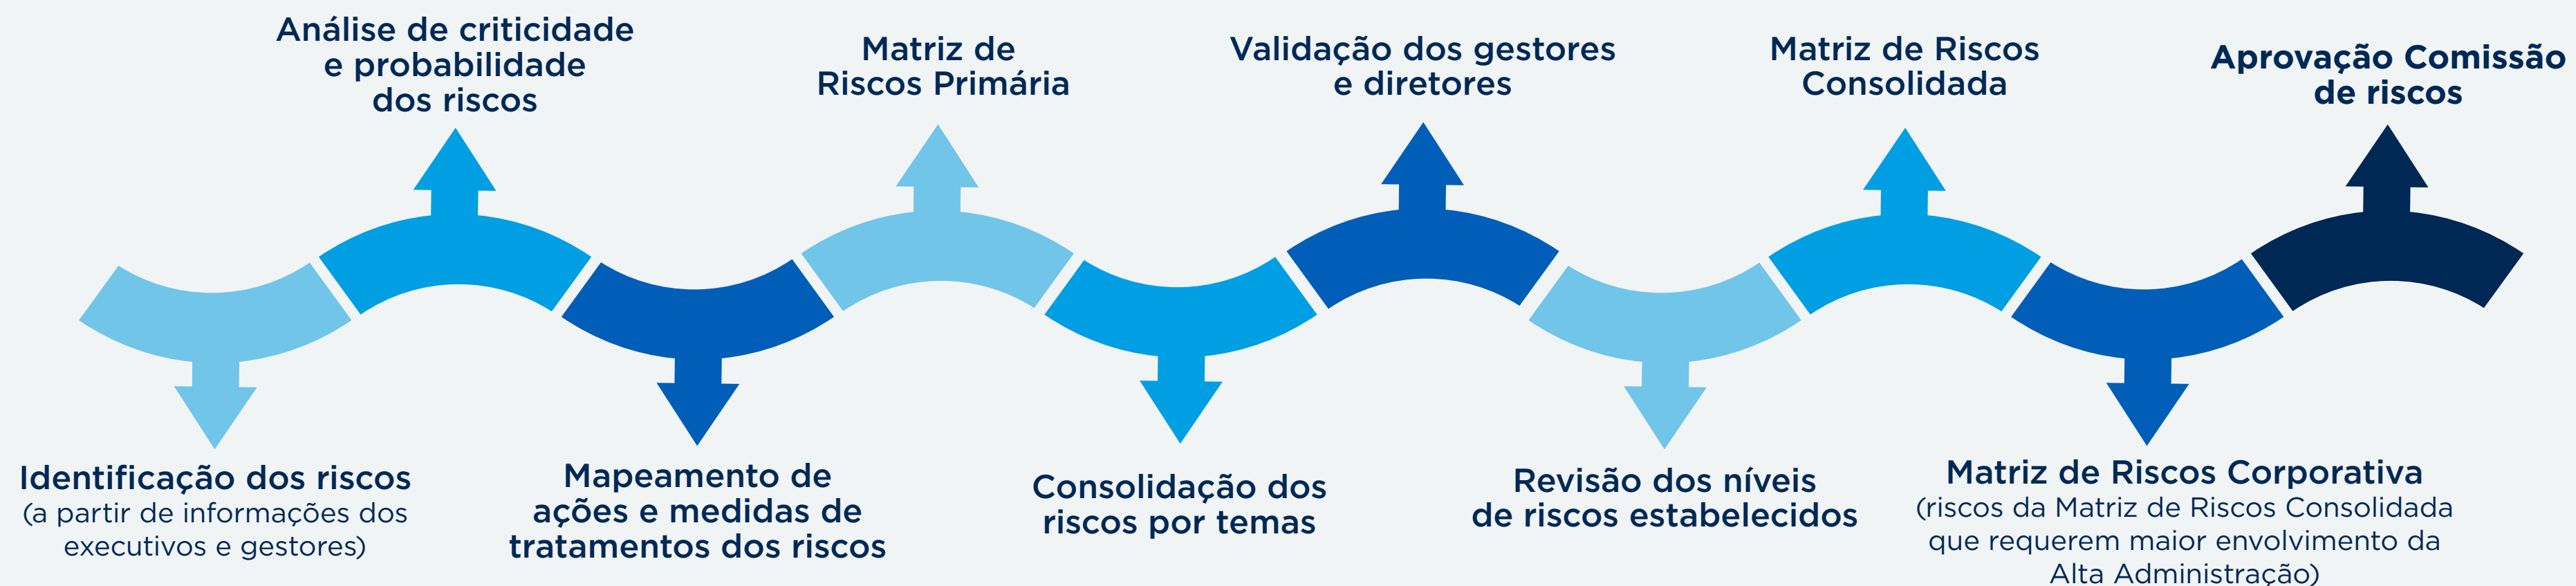 Identificação dos riscos
(a partir de informações dos
executivos e gestores)
Análise de criticidade
e probabilidade
dos riscos
Mapeamento de
ações e medidas de
tratamentos dos riscos
Matriz de
Riscos Primária
Consolidação dos
riscos por temas
Validação dos gestores
e diretores
Revisão dos níveis
de riscos estabelecidos
Matriz de Riscos
Consolidada
Matriz de Riscos Corporativa
(riscos da Matriz de Riscos Consolidada
que requerem maior envolvimento da
Alta Administração)
Aprovação Comissão
de riscos